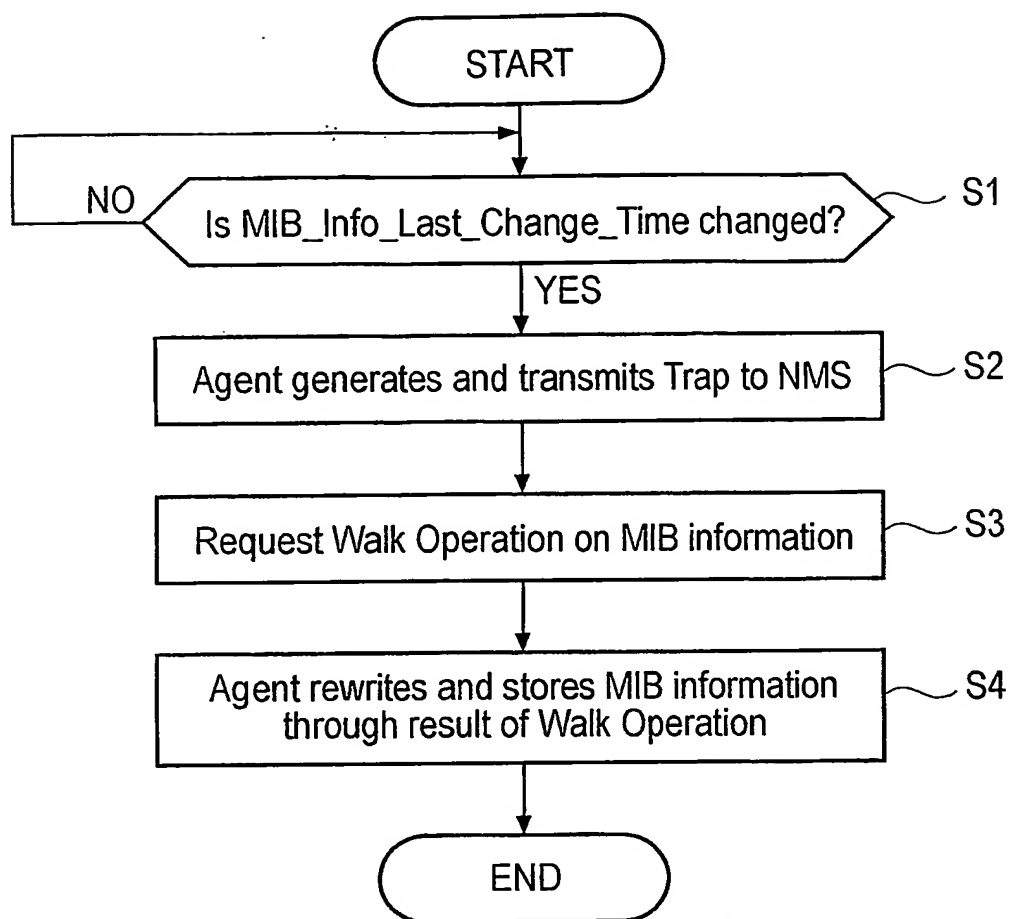 START
NO
Is MIB_Info_Last_Change_Time changed?
S1
YES
Agent generates and transmits Trap to NMS
S2
Request Walk Operation on MIB information
S3
Agent rewrites and stores MIB information
through result of Walk Operation
S4
END